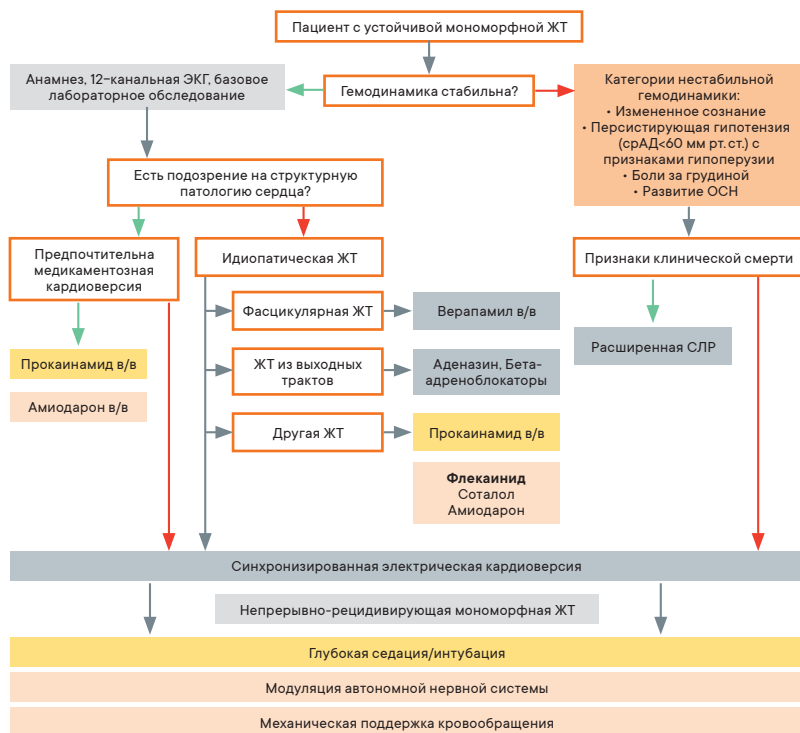 Пациент с устойчивой мономорфной ЖТ
Анамнез, 12-канальная ЭКГ, базовое
лабораторное обследование
Гемодинамика стабильна?
Категории нестабильной
гемодинамики:
• Измененное сознание
• Персистирующая гипотензия
(срАД<60 мм рт. ст.) с
признаками гипоперузии
• Боли за грудиной
• Развитие ОСН
Есть подозрение на структурную
патологию сердца?
Предпочтительна
медикаментозная
кардиоверсия
Идиопатическая ЖТ
Признаки клинической смерти
Фасцикулярная ЖТ
Верапамил в/в
Расширенная СЛР
Прокаинамид в/в
ЖТ из выходных
трактов
Аденазин, Бета-
адреноблокаторы
Амиодарон в/в
Другая ЖТ
Прокаинамид в/в
Флекаинид
Соталол
Амиодарон
Синхронизированная электрическая кардиоверсия
Непрерывно-рецидивирующая мономорфная ЖТ
Глубокая седация/интубация
Модуляция автономной нервной системы
Механическая поддержка кровообращения